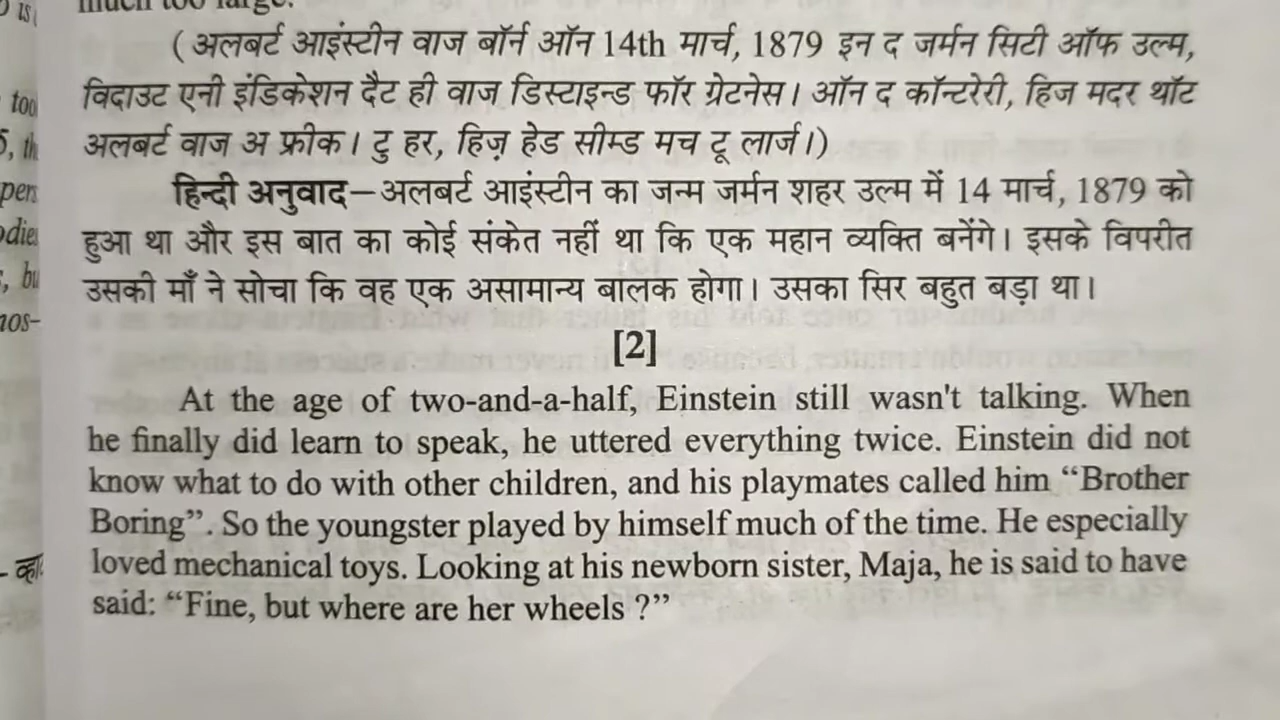 much too large.
( अलबर्ट आइंस्टीन वाज बॉर्न ऑन 14th मार्च, 1879 इन द जर्मन सिटी ऑफ उल्म,
विदाउट एनी इंडिकेशन दैट ही वाज डिस्टाइन्ड फॉर ग्रेटनेस। ऑन द कॉन्टरेरी, हिज मदर थॉट
अलबर्ट वाज अ फ्रीक। टु हर, हिज़ हेड सीम्ड मच टू लार्ज।)
हिन्दी अनुवाद–अलबर्ट आइंस्टीन का जन्म जर्मन शहर उल्म में 14 मार्च, 1879 को
हुआ था और इस बात का कोई संकेत नहीं था कि एक महान व्यक्ति बनेंगे। इसके विपरीत
उसकी माँ ने सोचा कि वह एक असामान्य बालक होगा। उसका सिर बहुत बड़ा था।
[2]
At the age of two-and-a-half, Einstein still wasn't talking. When
he finally did learn to speak, he uttered everything twice. Einstein did not
know what to do with other children, and his playmates called him “Brother
Boring”. So the youngster played by himself much of the time. He especially
loved mechanical toys. Looking at his newborn sister, Maja, he is said to have
said: “Fine, but where are her wheels ?”